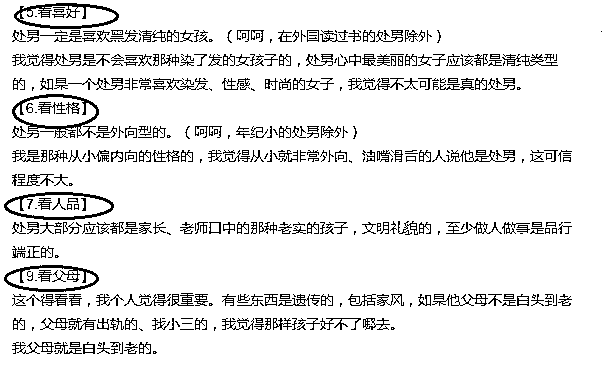 【5.看喜好】
处男一定是喜欢黑发清纯的女孩。（呵呵，在外国读过书的处男除外）
我觉得处男是不会喜欢那种染了发的女孩子的，处男心中最美丽的女子应该都是清纯类型
的，如果一个处男非常喜欢染发、性感、时尚的女子，我觉得不太可能是真的处男。
【6.看性格】
处男一般都不是外向型的。（呵呵，年纪小的处男除外）
我是那种从小偏内向的性格的，我觉得从小就非常外向、油嘴滑舌的人说他是处男，这可信
程度不大。
【7.看人品】
处男大部分应该都是家长、老师口中的那种老实的孩子，文明礼貌的，至少做人做事是品行
端正的。
【9.看父母】
这个得看看，我个人觉得很重要。有些东西是遗传的，包括家风，如果他父母不是白头到老
的，父母就有出轨的、找小三的，我觉得那样孩子好不了哪去。
我父母就是白头到老的。